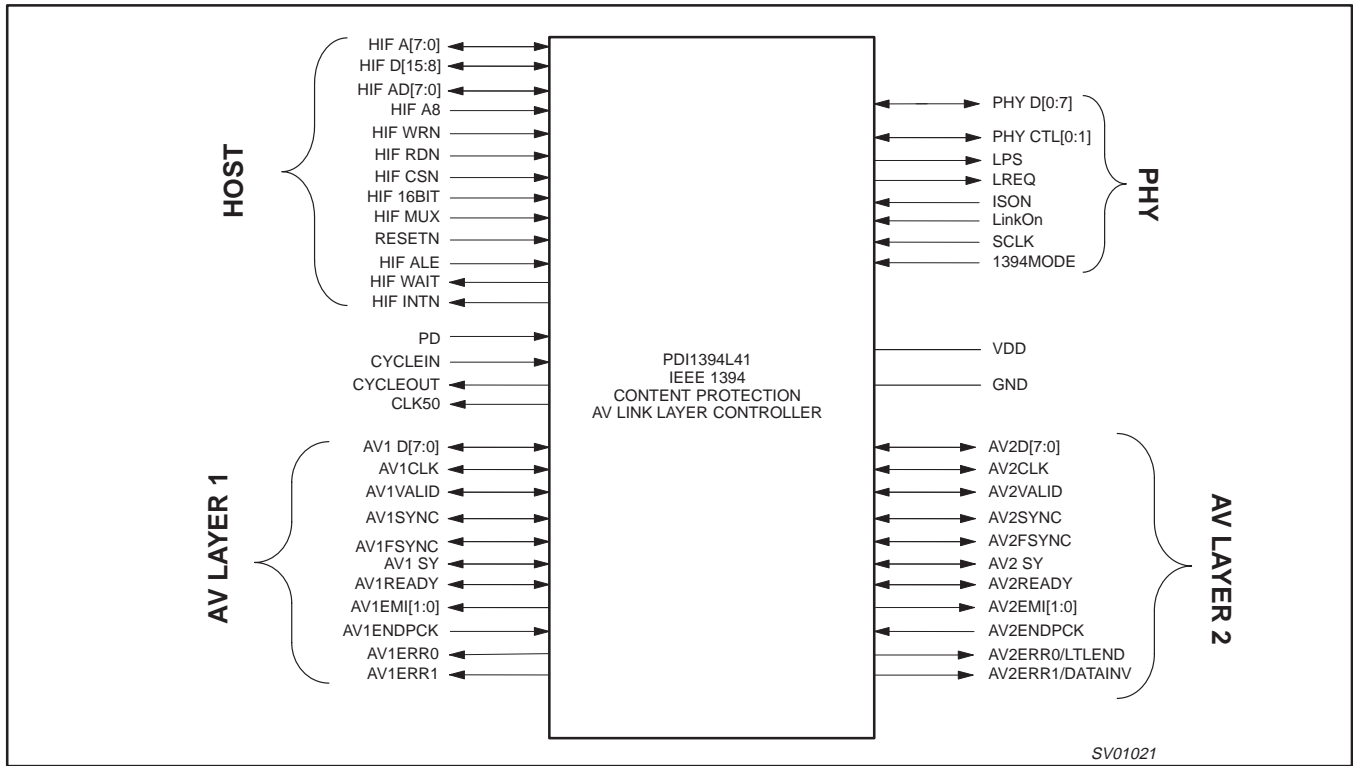 HOST
HIF A[7:0]
HIF D[15:8]
HIF AD[7:0]
HIF A8
HIF WRN
HIF RDN
HIF CSN
HIF 16BIT
HIF MUX
RESETN
HIF ALE
HIF WAIT
HIF INTN
PD
CYCLEIN
CYCLEOUT
CLK50
AV LAYER 1
AV1 D[7:0]
AV1CLK
AV1VALID
AV1SYNC
AV1FSYNC
AV1 SY
AV1READY
AV1EMI[1:0]
AV1ENDPCK
AV1ERR0
AV1ERR1
PDI1394L41
IEEE 1394
CONTENT PROTECTION
AV LINK LAYER CONTROLLER
PHY D[0:7]
PHY CTL[0:1]
LPS
LREQ
ISON
LinkOn
SCLK
1394MODE
PHY
VDD
GND
AV2D[7:0]
AV2CLK
AV2VALID
AV2SYNC
AV2FSYNC
AV2 SY
AV2READY
AV2EMI[1:0]
AV2ENDPCK
AV2ERR0/LTLEND
AV2ERR1/DATAINV
AV LAYER 2
SV01021